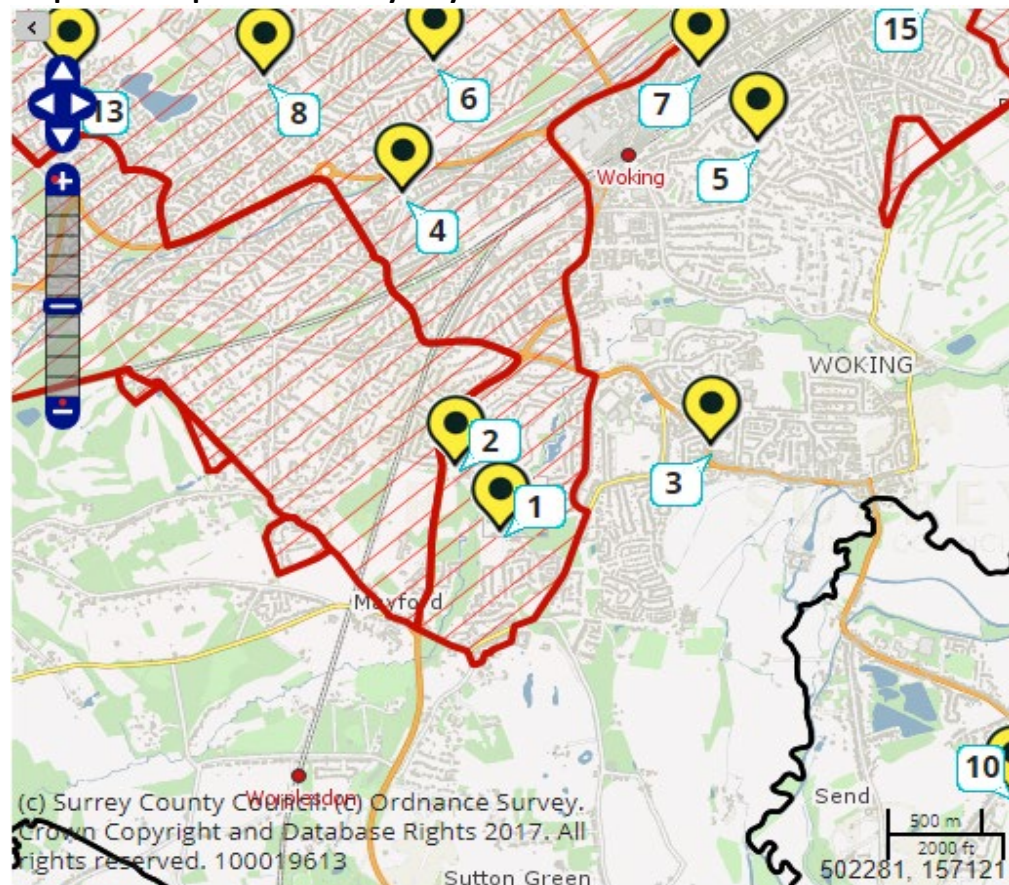 <
15
13
8
6
7
5
Woking
4
WOKING
2
3
1
Mayford
10
Send
Worplesdon
(c) Surrey County Council. (c) Ordnance Survey.
Crown Copyright and Database Rights 2017. All
rights reserved. 100019613
500 m
2000 ft
502281, 157121
Sutton Green